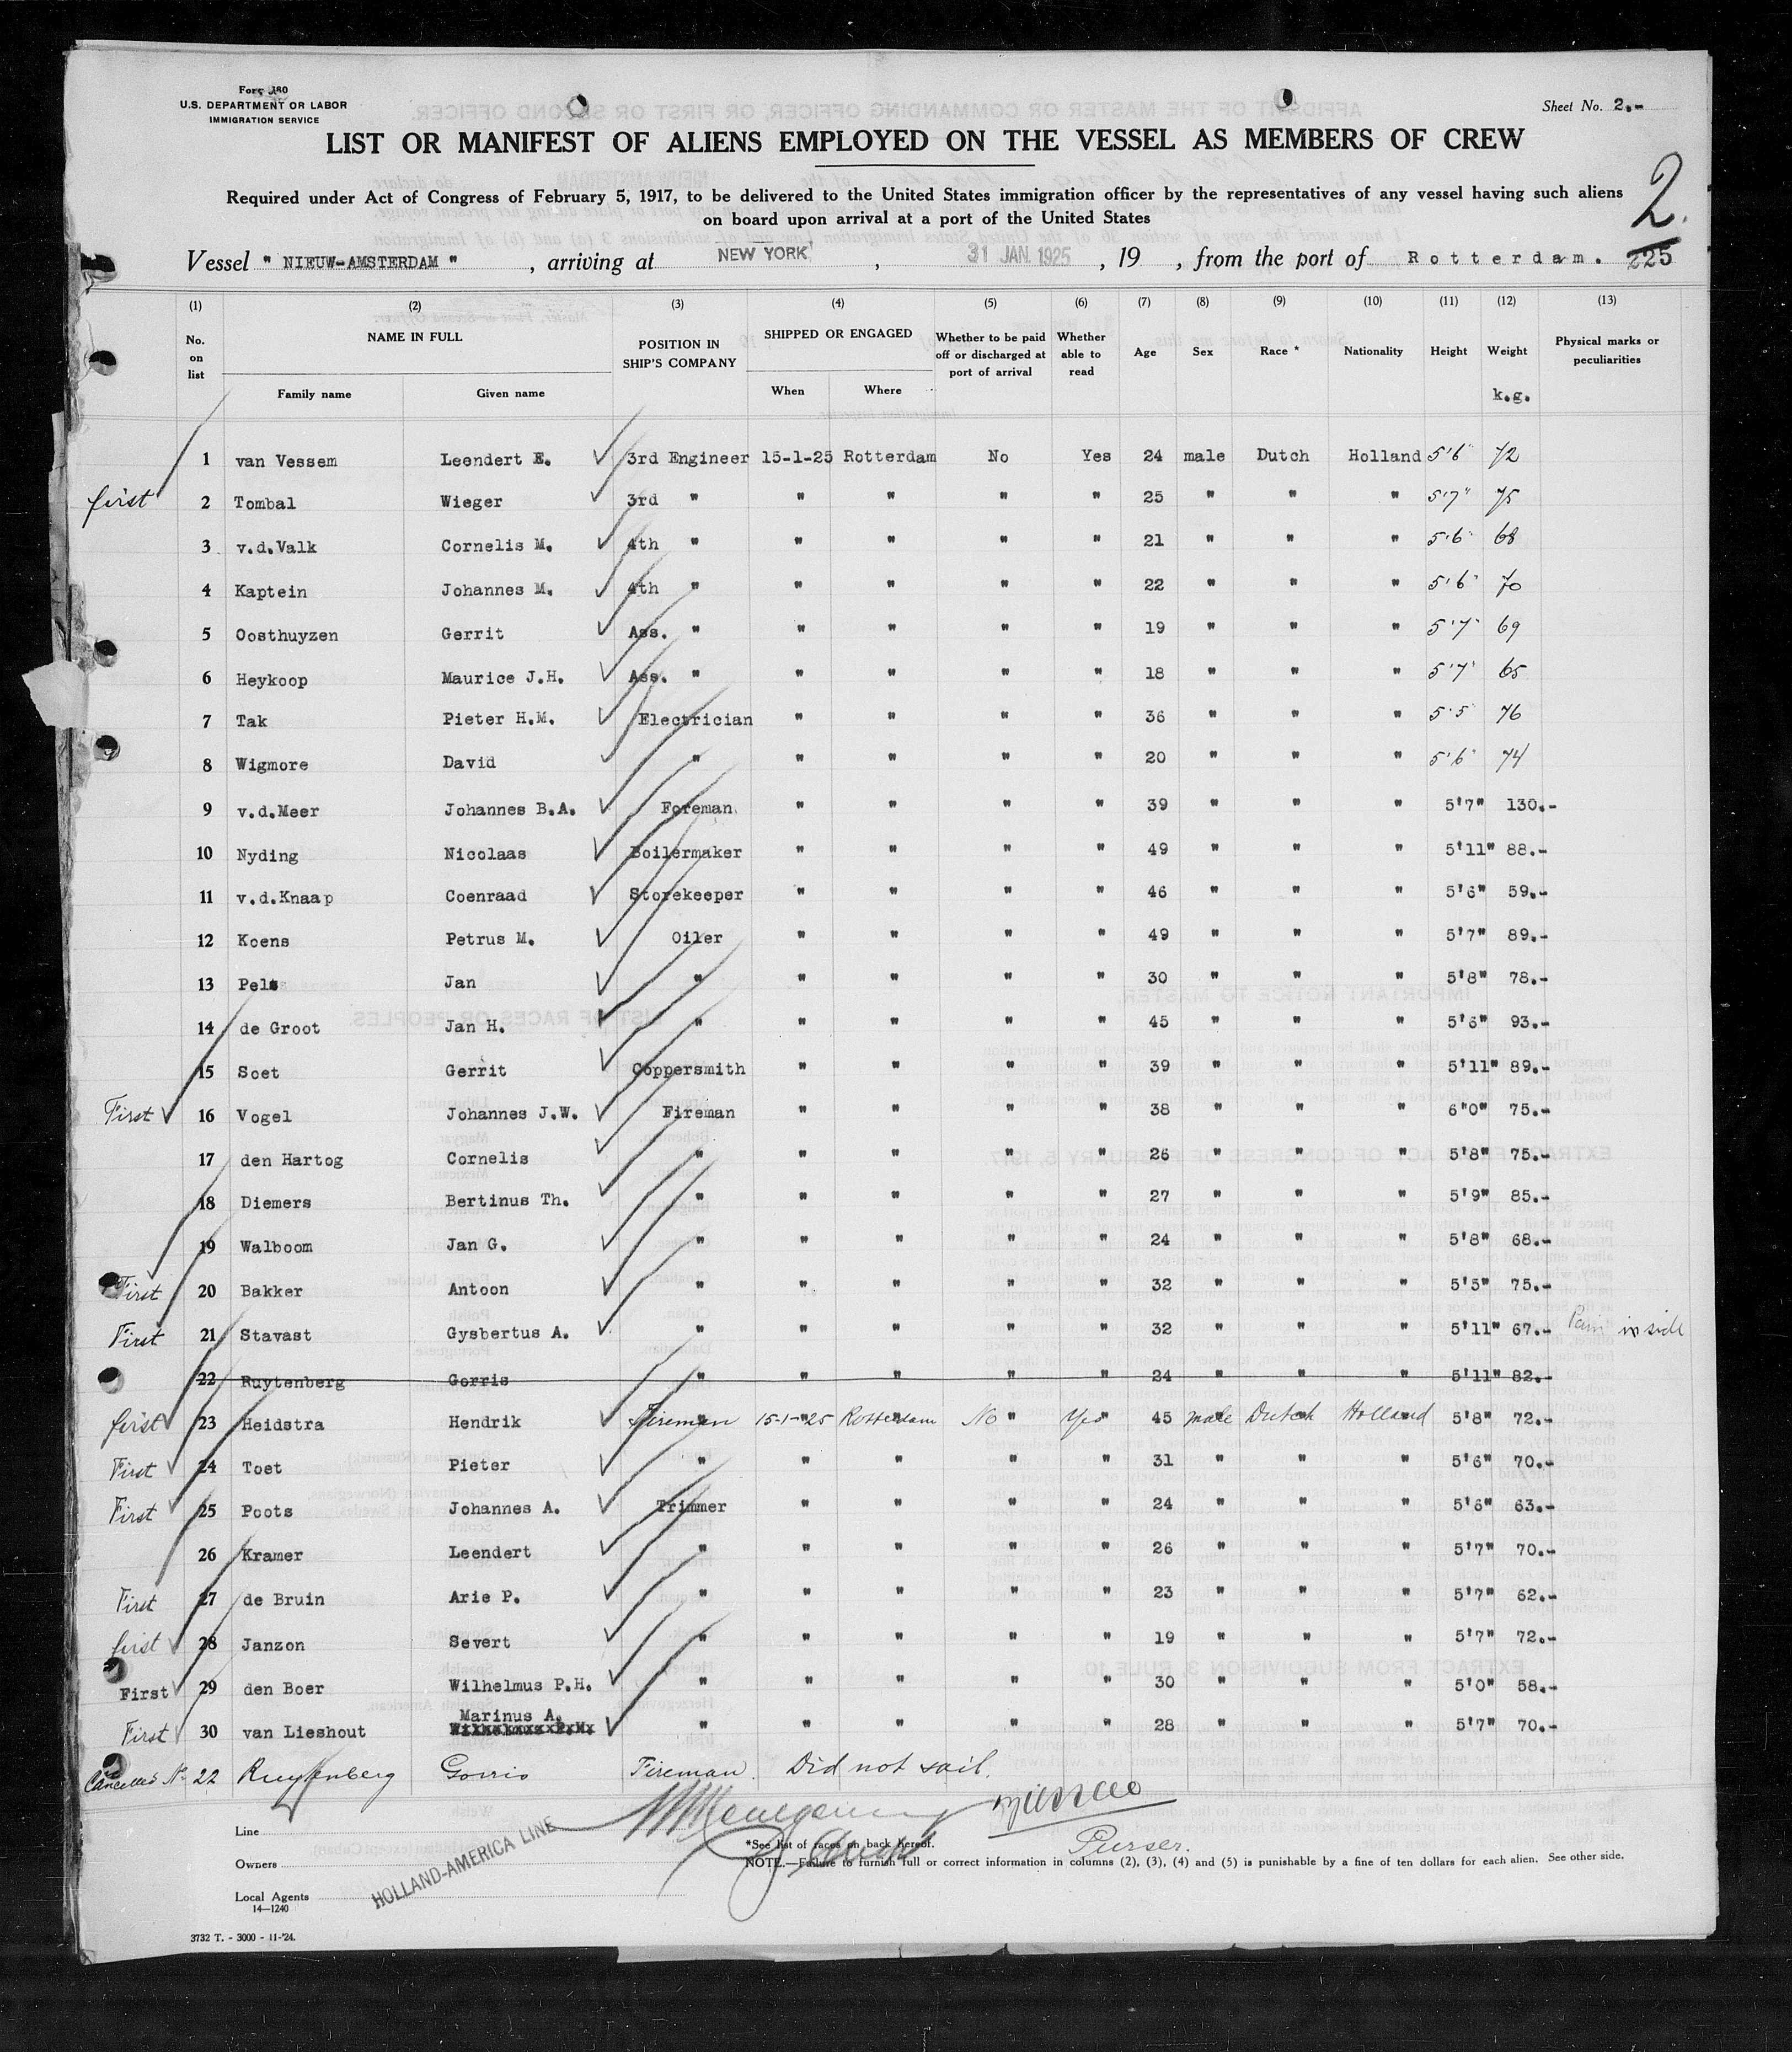 Form 680
U.S. DEPARTMENT OF LABOR
IMMIGRATION SERVICE
Sheet No. 2.-
LIST OR MANIFEST OF ALIENS EMPLOYED ON THE VESSEL AS MEMBERS OF CREW
Required under Act of Congress of February 5, 1917, to be delivered to the United States immigration officer by the representatives of any vessel having such aliens
on board upon arrival at a port of the United States
2.
Vessel " NIEUW-AMSTERDAM ", arriving at NEW YORK, 31 JAN. 1925, 19 , from the port of Rotterdam. 225
(1) (2) (3) (4) (5) (6) (7) (8) (9) (10) (11) (12) (13)
No. on list NAME IN FULL Family name Given name POSITION IN SHIP'S COMPANY SHIPPED OR ENGAGED When Where Whether to be paid off or discharged at port of arrival Whether able to read Age Sex Race * Nationality Height Weight k.g. Physical marks or peculiarities
1 van Vessem Leendert E. 3rd Engineer 15-1-25 Rotterdam No Yes 24 male Dutch Holland 5'6" 72
first 2 Tombal Wieger 3rd " " " " " 25 " " " 5'7" 75
3 v.d.Valk Cornelis M. 4th " " " " " 21 " " " 5'6" 68
4 Kaptein Johannes M. 4th " " " " " 22 " " " 5'6" 70
5 Oosthuyzen Gerrit Ass. " " " " " 19 " " " 5'7" 69
6 Heykoop Maurice J.H. Ass. " " " " " 18 " " " 5'7" 65
7 Tak Pieter H.M. Electrician " " " " 36 " " " 5'5" 76
8 Wigmore David " " " " " 20 " " " 5'6" 74
9 v.d.Meer Johannes B.A. Foreman " " " " 39 " " " 5'7" 130.-
10 Nyding Nicolaas Boilermaker " " " " 49 " " " 5'11" 88.-
11 v.d.Knaap Coenraad Storekeeper " " " " 46 " " " 5'6" 59.-
12 Koens Petrus M. Oiler " " " " 49 " " " 5'7" 89.-
13 Pels Jan " " " " " 30 " " " 5'8" 78.-
14 de Groot Jan H. " " " " " 45 " " " 5'6" 93.-
15 Soet Gerrit Coppersmith " " " " 39 " " " 5'11" 89.-
First 16 Vogel Johannes J.W. Fireman " " " " 38 " " " 6"0" 75.-
17 den Hartog Cornelis " " " " " 26 " " " 5'8" 75.-
18 Diemers Bertinus Th. " " " " " 27 " " " 5'9" 85.-
19 Walboom Jan G. " " " " " 24 " " " 5'8" 68.-
First 20 Bakker Antoon " " " " " 32 " " " 5'5" 75.-
First 21 Stavast Gysbertus A. " " " " " 32 " " " 5'11" 67.- in side
22 Ruytenberg Gorris " " " " " 24 " " " 5'11" 82.-
first 23 Heidstra Hendrik Fireman 15-1-25 Rotterdam No Yes 45 male Dutch Holland 5'8" 72.-
First 24 Toet Pieter " " " " " 31 " " " 5'6" 70.-
First 25 Poots Johannes A. Trimmer " " " " 24 " " " 5'6" 63.-
26 Kramer Leendert " " " " " 26 " " " 5'7" 70.-
First 27 de Bruin Arie P. " " " " " 23 " " " 5'7" 62.-
first 28 Janzon Severt " " " " " 19 " " " 5'7" 72.-
First 29 den Boer Wilhelmus P.H. " " " " " 30 " " " 5'0" 58.-
First 30 van Lieshout Marinus A. " " " " " 28 " " " 5'7" 70.-
Cancelled No 22 Ruytenberg Gorris Fireman Did not sail.
Line
Owners
Local Agents
HOLLAND-AMERICA LINE
Purser.
*See list of races on back hereof.
NOTE.—Failure to furnish full or correct information in columns (2), (3), (4) and (5) is punishable by a fine of ten dollars for each alien. See other side.
14—1240
3732 T. - 3000 - 11-'24.